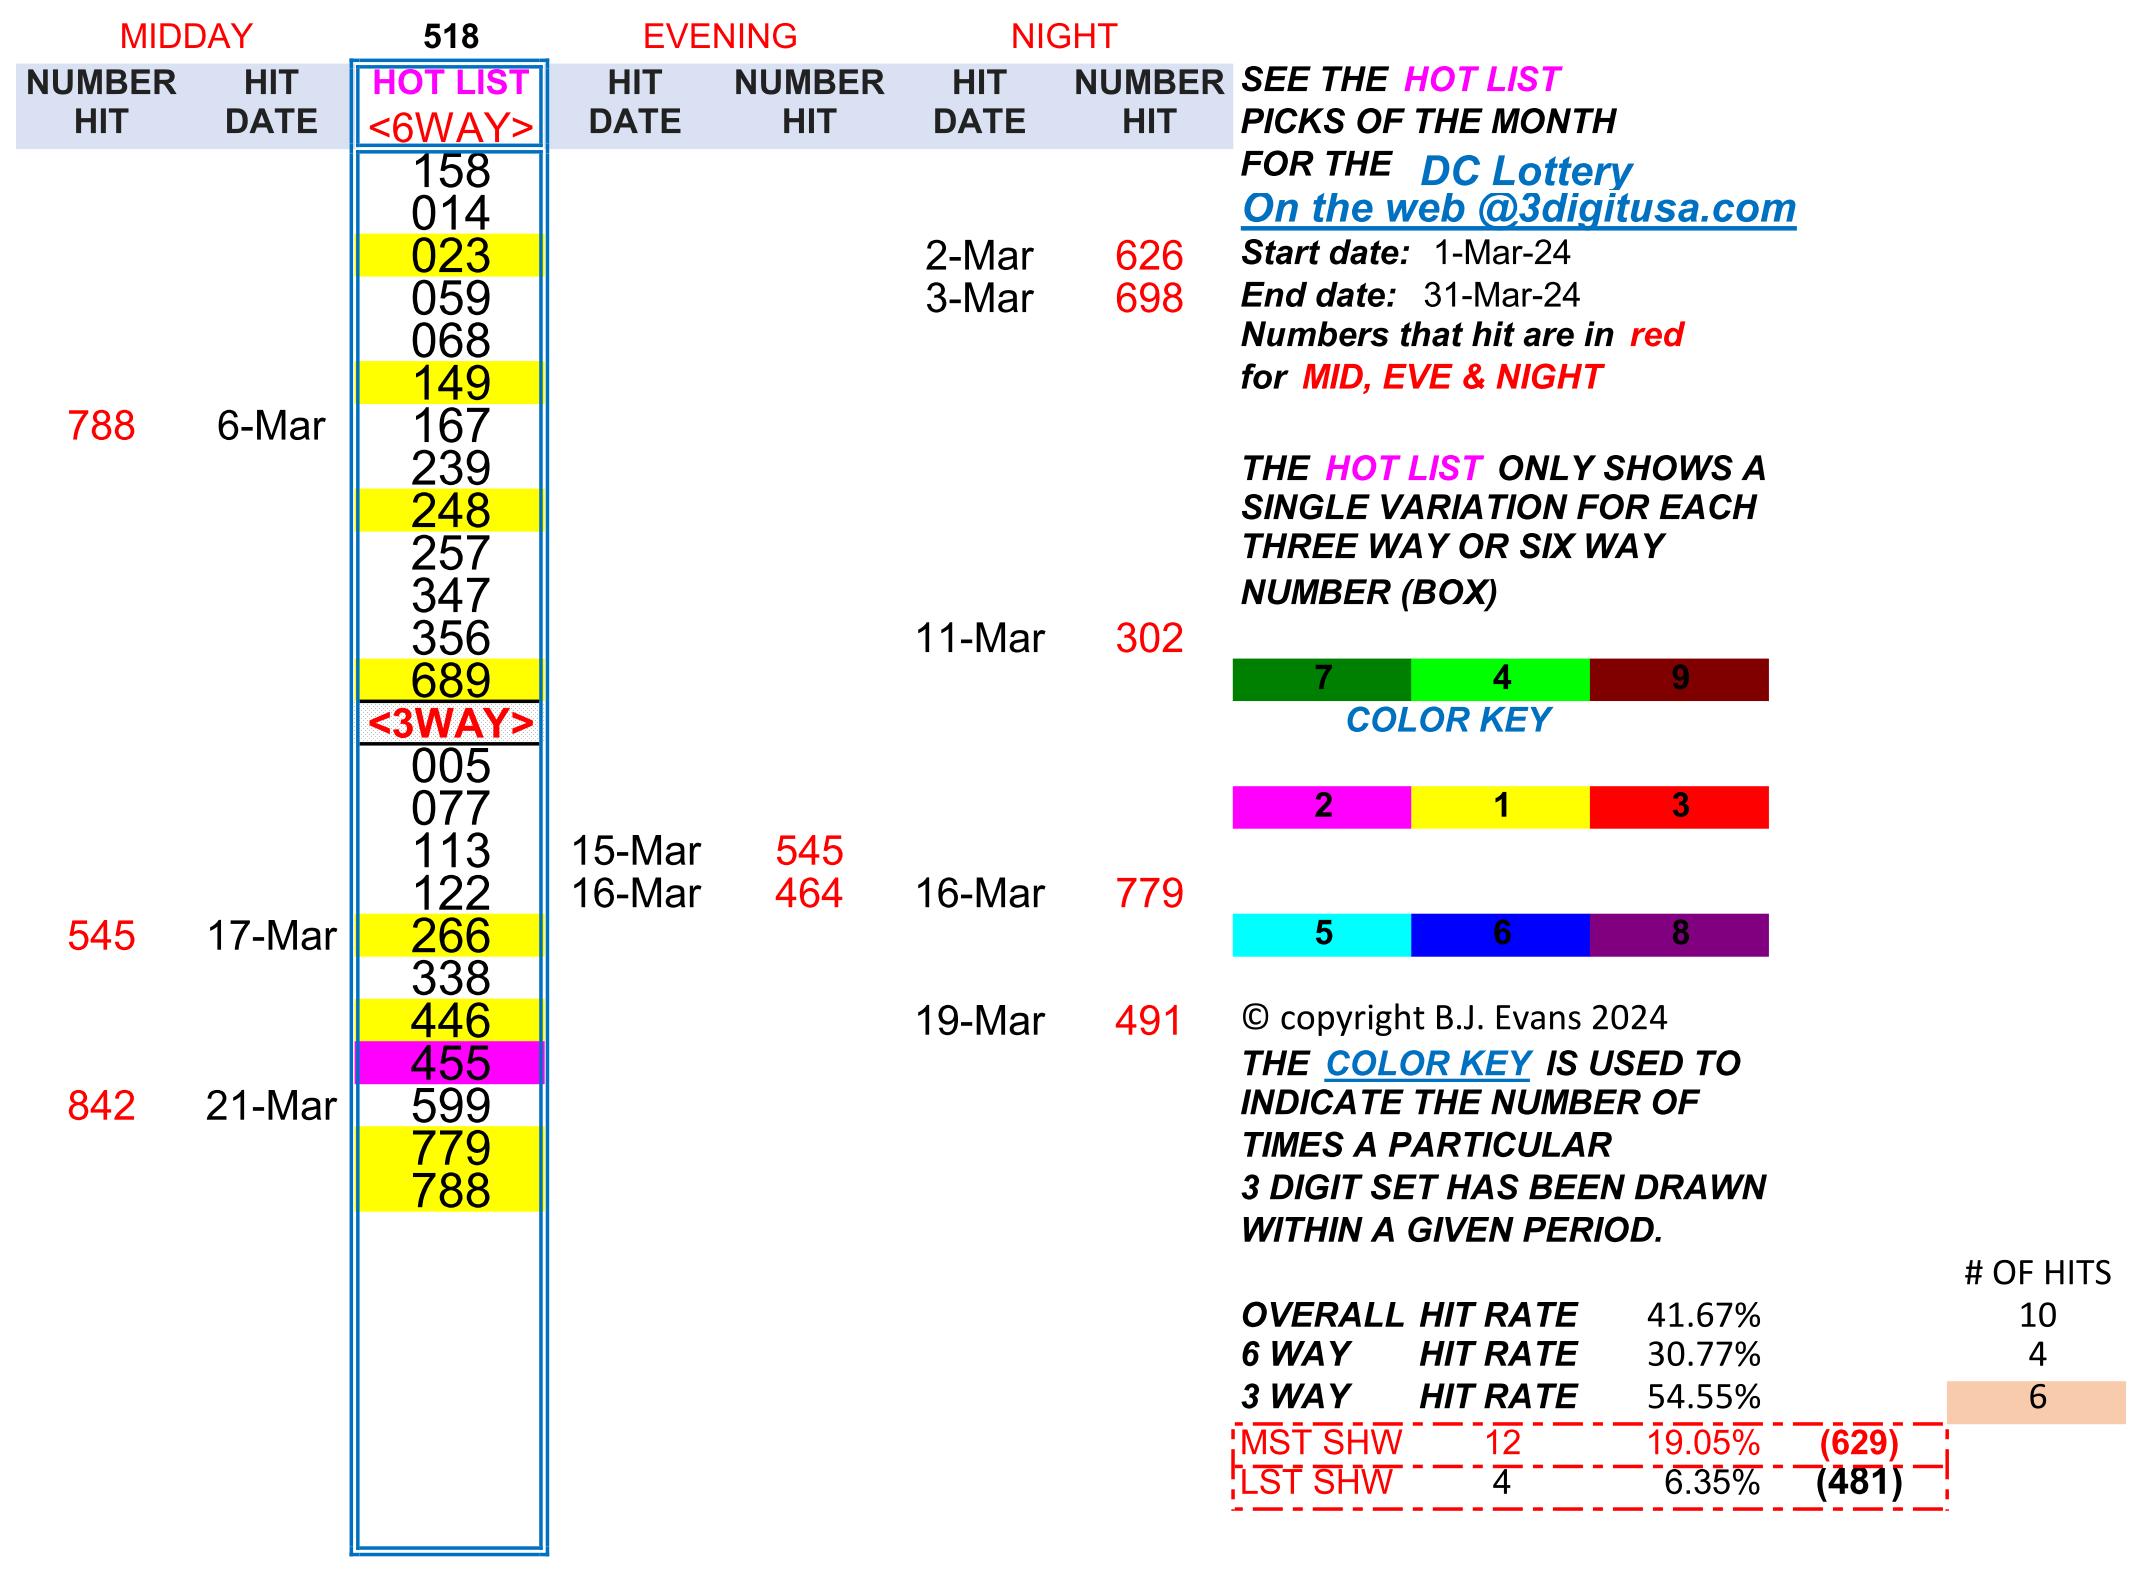 MIDDAY 518 EVENING NIGHT
NUMBER HIT HOT LIST HIT NUMBER HIT NUMBER SEE THE HOT LIST
HIT DATE <6WAY> DATE HIT DATE HIT PICKS OF THE MONTH
158 FOR THE DC Lottery
014 On the web @3digitusa.com
023 2-Mar 626 Start date: 1-Mar-24
059 3-Mar 698 End date: 31-Mar-24
068 Numbers that hit are in red
149 for MID, EVE & NIGHT
788 6-Mar 167
239 THE HOT LIST ONLY SHOWS A
248 SINGLE VARIATION FOR EACH
257 THREE WAY OR SIX WAY
347 NUMBER (BOX)
356 11-Mar 302
689 7 4 9
<3WAY> COLOR KEY
005
077 2 1 3
113 15-Mar 545
122 16-Mar 464 16-Mar 779
545 17-Mar 266 5 6 8
338
446 19-Mar 491 © copyright B.J. Evans 2024
455 THE COLOR KEY IS USED TO
842 21-Mar 599 INDICATE THE NUMBER OF
779 TIMES A PARTICULAR
788 3 DIGIT SET HAS BEEN DRAWN
WITHIN A GIVEN PERIOD.
# OF HITS
OVERALL HIT RATE 41.67% 10
6 WAY HIT RATE 30.77% 4
3 WAY HIT RATE 54.55% 6
MST SHW 12 19.05% (629)
LST SHW 4 6.35% (481)